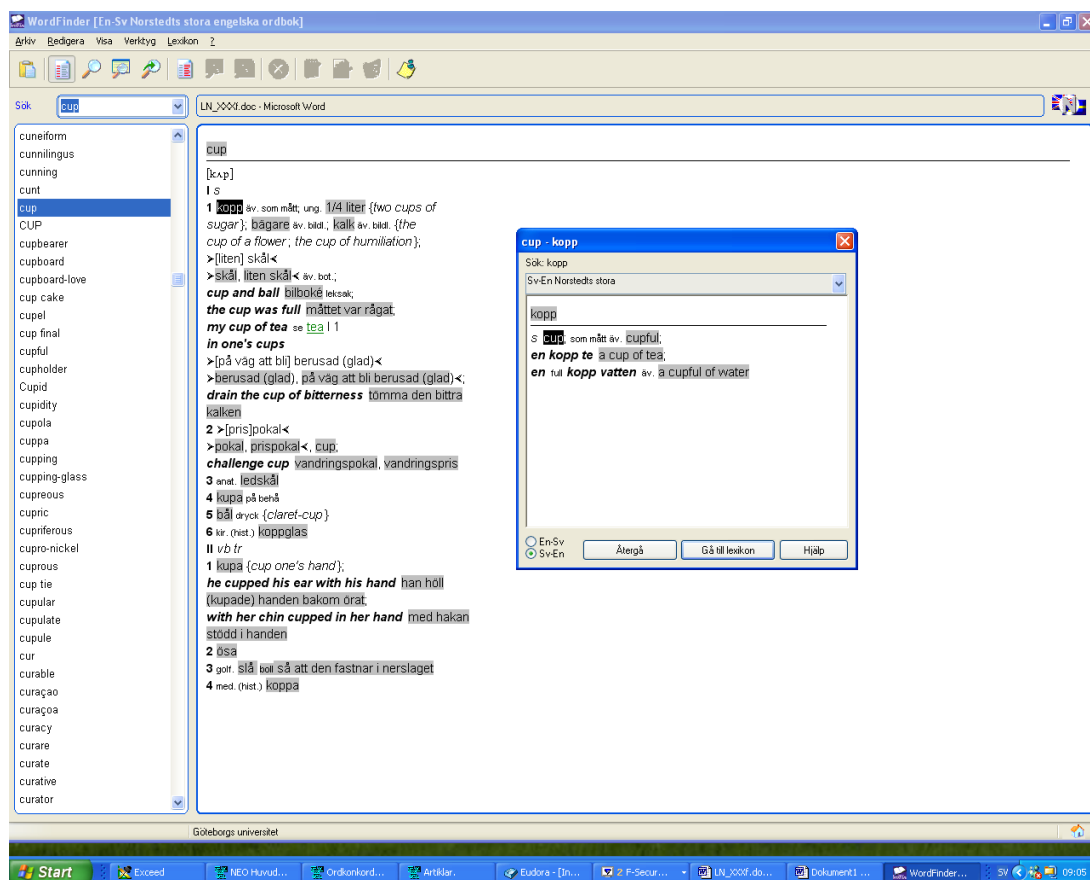 WordFinder [En-Sv Norstedts stora engelska ordbok]
Arkiv Redigera Visa Verktyg Lexikon ?
Sök cup LN_XXXf.doc - Microsoft Word
cuneiform
cunnilingus
cunning
cunt
cup
CUP
cupbearer
cupboard
cupboard-love
cup cake
cupel
cup final
cupful
cupholder
Cupid
cupidity
cupola
cuppa
cupping
cupping-glass
cupreous
cupric
cupriferous
cupro-nickel
cuprous
cup tie
cupular
cupulate
cupule
cur
curable
curaçao
curaçoa
curacy
curare
curate
curative
curator
cup
[kʌp]
I s
1 kopp äv. som mått; ung. 1/4 liter {two cups of
sugar}; bägare äv. bildl.; kalk äv. bildl. {the
cup of a flower; the cup of humiliation};
≻[liten] skål≺
≻skål, liten skål≺ äv. bot.;
cup and ball bilboké leksak;
the cup was full måttet var rågat;
my cup of tea se tea I 1
in one's cups
≻[på väg att bli] berusad (glad)≺
≻berusad (glad), på väg att bli berusad (glad)≺;
drain the cup of bitterness tömma den bittra
kalken
2 ≻[pris]pokal≺
≻pokal, prispokal≺, cup;
challenge cup vandringspokal, vandringspris
3 anat. ledskål
4 kupa på behå
5 bål dryck {claret-cup}
6 kir. (hist.) koppglas
II vb tr
1 kupa {cup one's hand};
he cupped his ear with his hand han höll
(kupade) handen bakom örat;
with her chin cupped in her hand med hakan
stödd i handen
2 ösa
3 golf. slå boll så att den fastnar i nerslaget
4 med. (hist.) koppa
cup - kopp
Sök: kopp
Sv-En Norstedts stora
kopp
s cup; som mått äv. cupful;
en kopp te a cup of tea;
en full kopp vatten äv. a cupful of water
En-Sv
Sv-En Återgå Gå till lexikon Hjälp
Göteborgs universitet
Start Exceed NEO Huvud... Ordkonkord... Artiklar. Eudora - [In... 2 F-Secur... LN_XXXf.do... Dokument1 ... WordFinder... SV 09:05